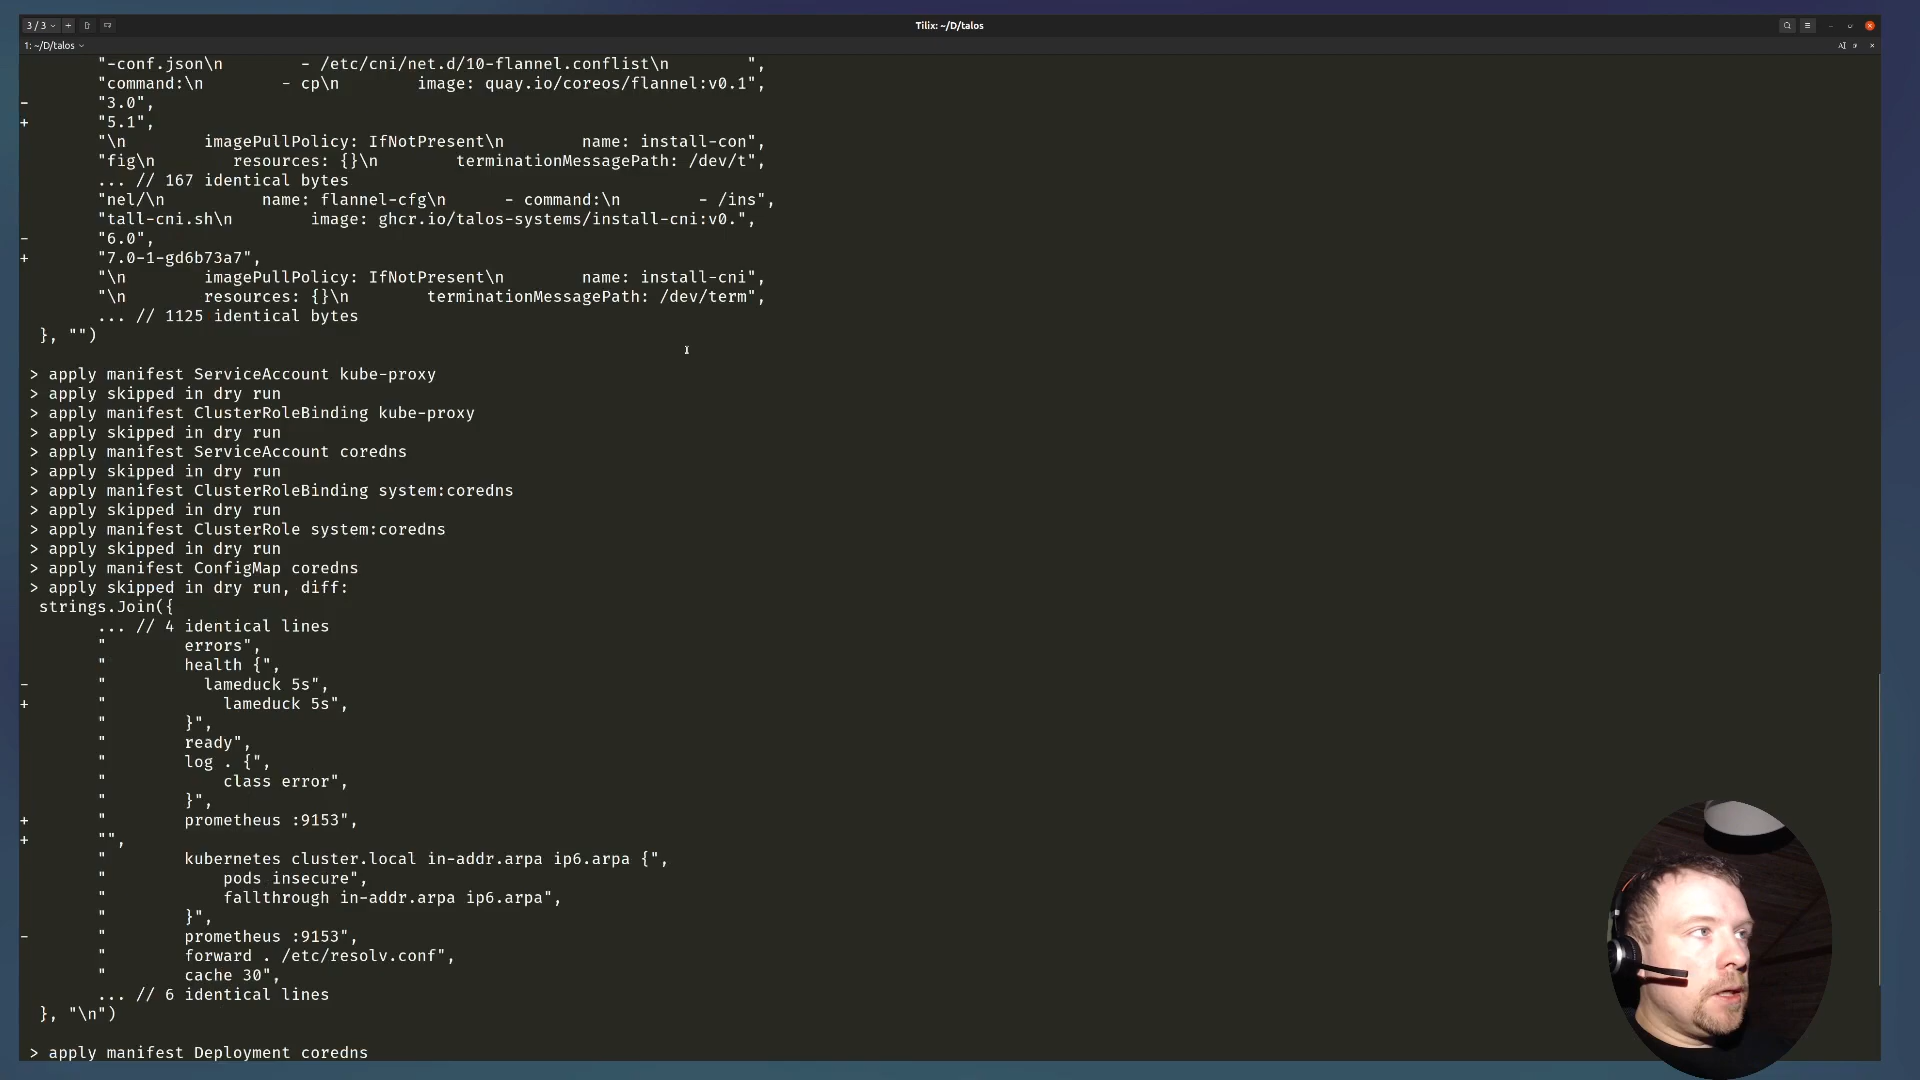 3 / 3
Tilix: ~/D/talos
1: ~/D/talos
"-conf.json\n        - /etc/cni/net.d/10-flannel.conflist\n        ",
"command:\n        - cp\n        image: quay.io/coreos/flannel:v0.1",
- "3.0",
+ "5.1",
"\n        imagePullPolicy: IfNotPresent\n        name: install-con",
"fig\n        resources: {}\n        terminationMessagePath: /dev/t",
... // 167 identical bytes
"nel/\n          name: flannel-cfg\n      - command:\n        - /ins",
"tall-cni.sh\n        image: ghcr.io/talos-systems/install-cni:v0.",
- "6.0",
+ "7.0-1-gd6b73a7",
"\n        imagePullPolicy: IfNotPresent\n        name: install-cni",
"\n        resources: {}\n        terminationMessagePath: /dev/term",
... // 1125 identical bytes
}, "")
> apply manifest ServiceAccount kube-proxy
> apply skipped in dry run
> apply manifest ClusterRoleBinding kube-proxy
> apply skipped in dry run
> apply manifest ServiceAccount coredns
> apply skipped in dry run
> apply manifest ClusterRoleBinding system:coredns
> apply skipped in dry run
> apply manifest ClusterRole system:coredns
> apply skipped in dry run
> apply manifest ConfigMap coredns
> apply skipped in dry run, diff:
strings.Join({
... // 4 identical lines
"        errors",
"        health {",
- "          lameduck 5s",
+ "            lameduck 5s",
"        }",
"        ready",
"        log . {",
"            class error",
"        }",
+ "        prometheus :9153",
+ "",
"        kubernetes cluster.local in-addr.arpa ip6.arpa {",
"            pods insecure",
"            fallthrough in-addr.arpa ip6.arpa",
"        }",
- "        prometheus :9153",
"        forward . /etc/resolv.conf",
"        cache 30",
... // 6 identical lines
}, "\n")
> apply manifest Deployment coredns